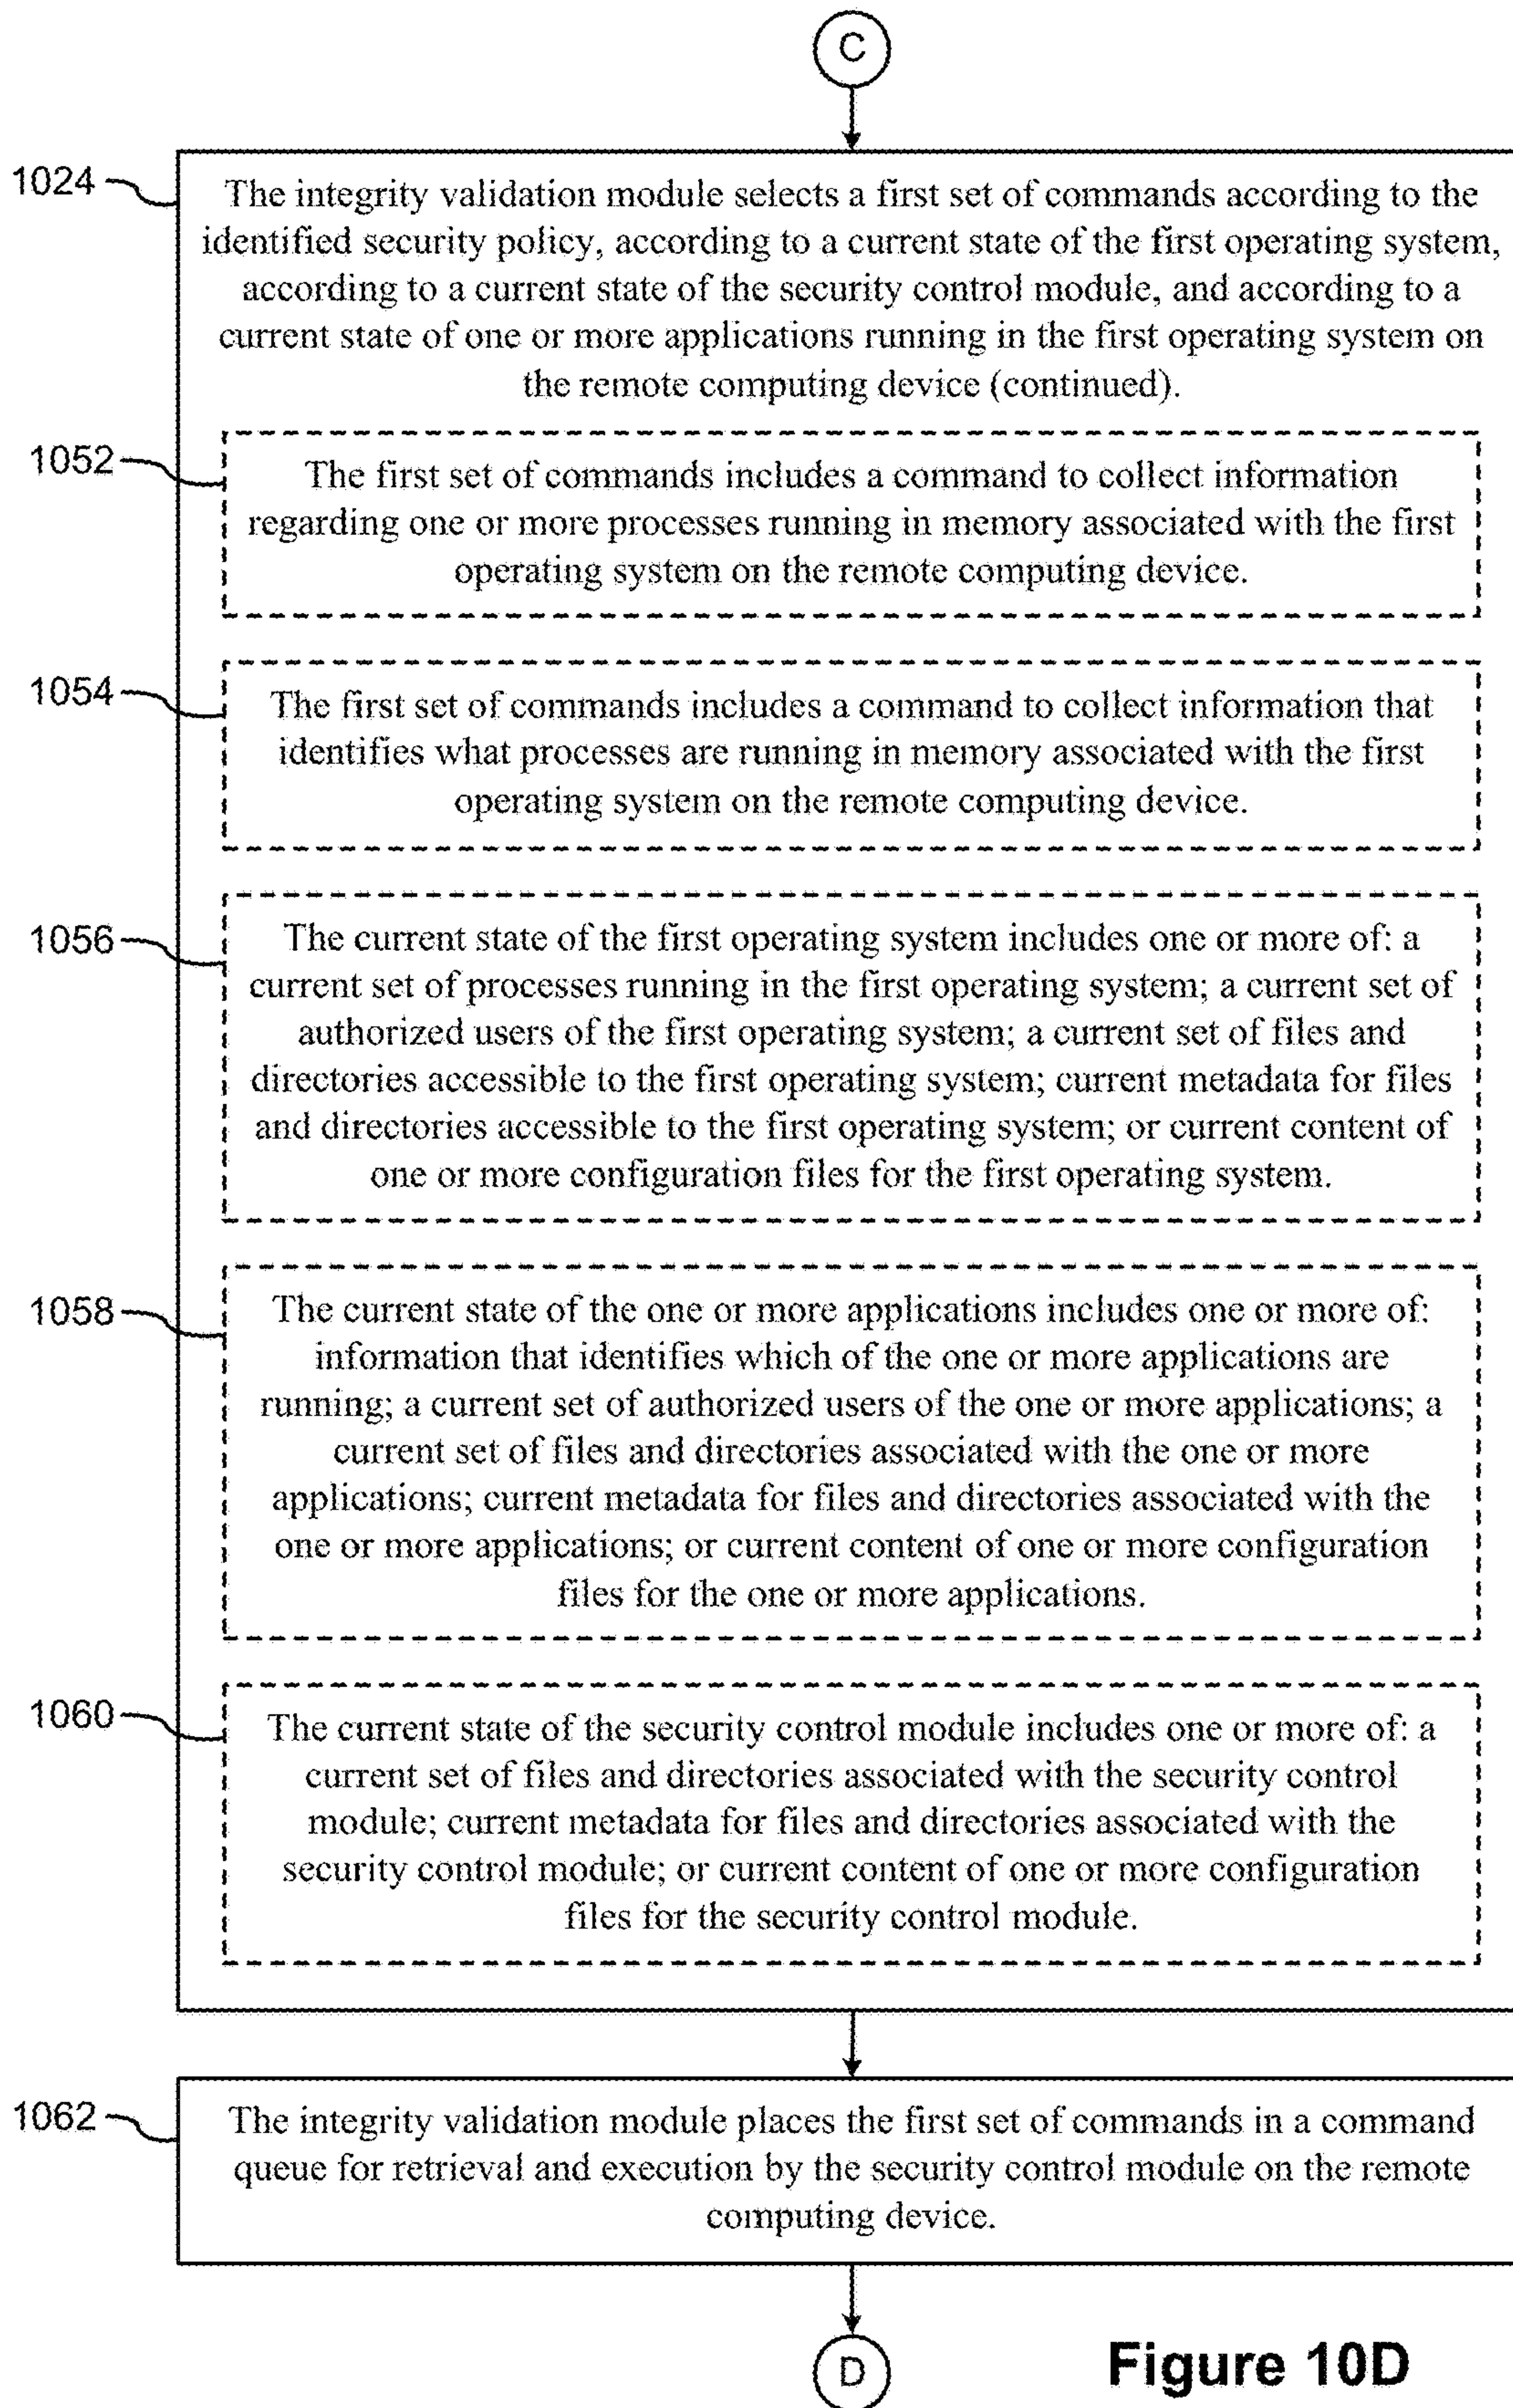 C
1024
The integrity validation module selects a first set of commands according to the
identified security policy, according to a current state of the first operating system,
according to a current state of the security control module, and according to a
current state of one or more applications running in the first operating system on
the remote computing device (continued).
1052
The first set of commands includes a command to collect information
regarding one or more processes running in memory associated with the first
operating system on the remote computing device.
1054
The first set of commands includes a command to collect information that
identifies what processes are running in memory associated with the first
operating system on the remote computing device.
1056
The current state of the first operating system includes one or more of: a
current set of processes running in the first operating system; a current set of
authorized users of the first operating system; a current set of files and
directories accessible to the first operating system; current metadata for files
and directories accessible to the first operating system; or current content of
one or more configuration files for the first operating system.
1058
The current state of the one or more applications includes one or more of:
information that identifies which of the one or more applications are
running; a current set of authorized users of the one or more applications; a
current set of files and directories associated with the one or more
applications; current metadata for files and directories associated with the
one or more applications; or current content of one or more configuration
files for the one or more applications.
1060
The current state of the security control module includes one or more of: a
current set of files and directories associated with the security control
module; current metadata for files and directories associated with the
security control module; or current content of one or more configuration
files for the security control module.
1062
The integrity validation module places the first set of commands in a command
queue for retrieval and execution by the security control module on the remote
computing device.
D
Figure 10D